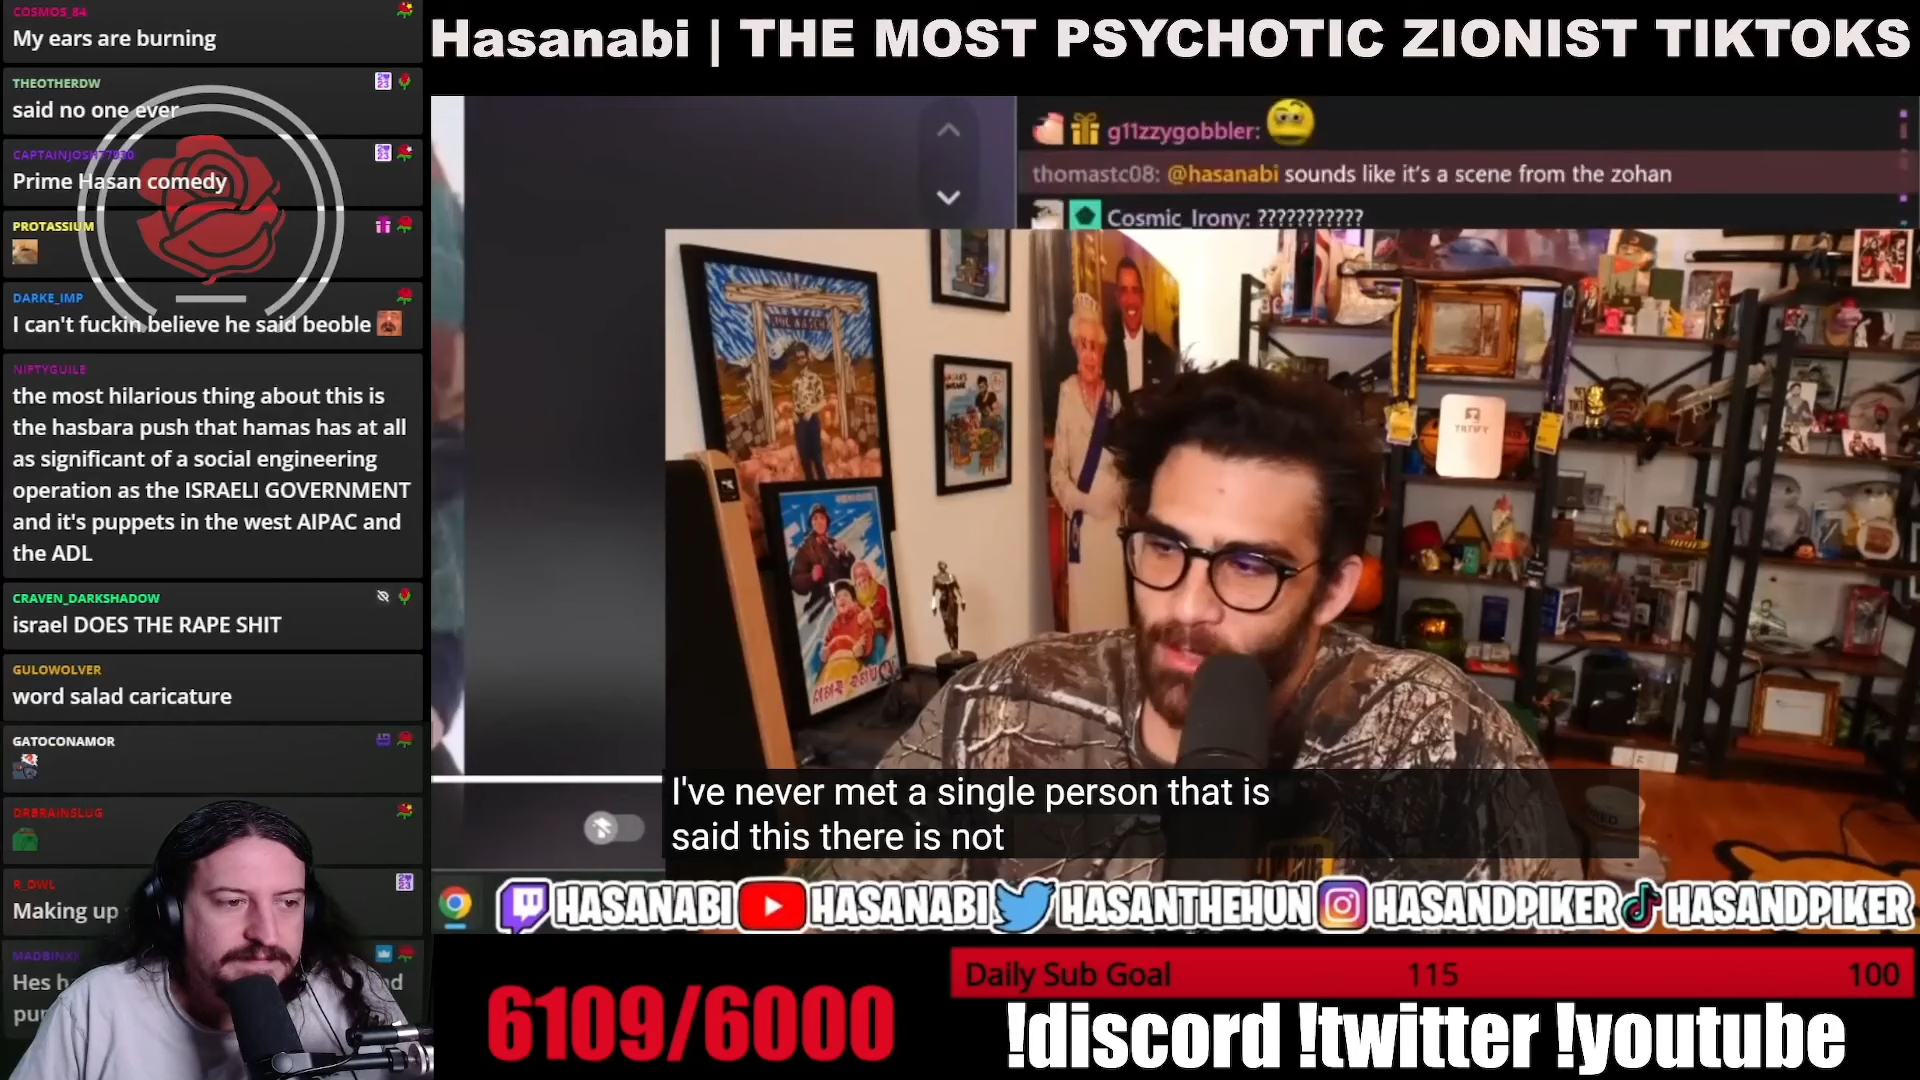 COSMOS_84
My ears are burning
THEOTHERDW
said no one ever
CAPTAINJOSH77930
Prime Hasan comedy
PROTASSIUM
DARKE_IMP
I can't fuckin believe he said beoble
NIFTYGUILE
the most hilarious thing about this is
the hasbara push that hamas has at all
as significant of a social engineering
operation as the ISRAELI GOVERNMENT
and it's puppets in the west AIPAC and
the ADL
CRAVEN_DARKSHADOW
israel DOES THE RAPE SHIT
GULOWOLVER
word salad caricature
GATOCONAMOR
DRBRAINSLUG
R_OWL
Making up
Hes
Hasanabi | THE MOST PSYCHOTIC ZIONIST TIKTOKS
g11zzygobbler:
thomastc08: @hasanabi sounds like it's a scene from the zohan
Cosmic_Irony: ???????????
TILTIFY
I've never met a single person that is
said this there is not
HASANABI HASANABI HASANTHEHUN HASANDPIKER HASANDPIKER
Daily Sub Goal 115 100
6109/6000
!discord !twitter !youtube